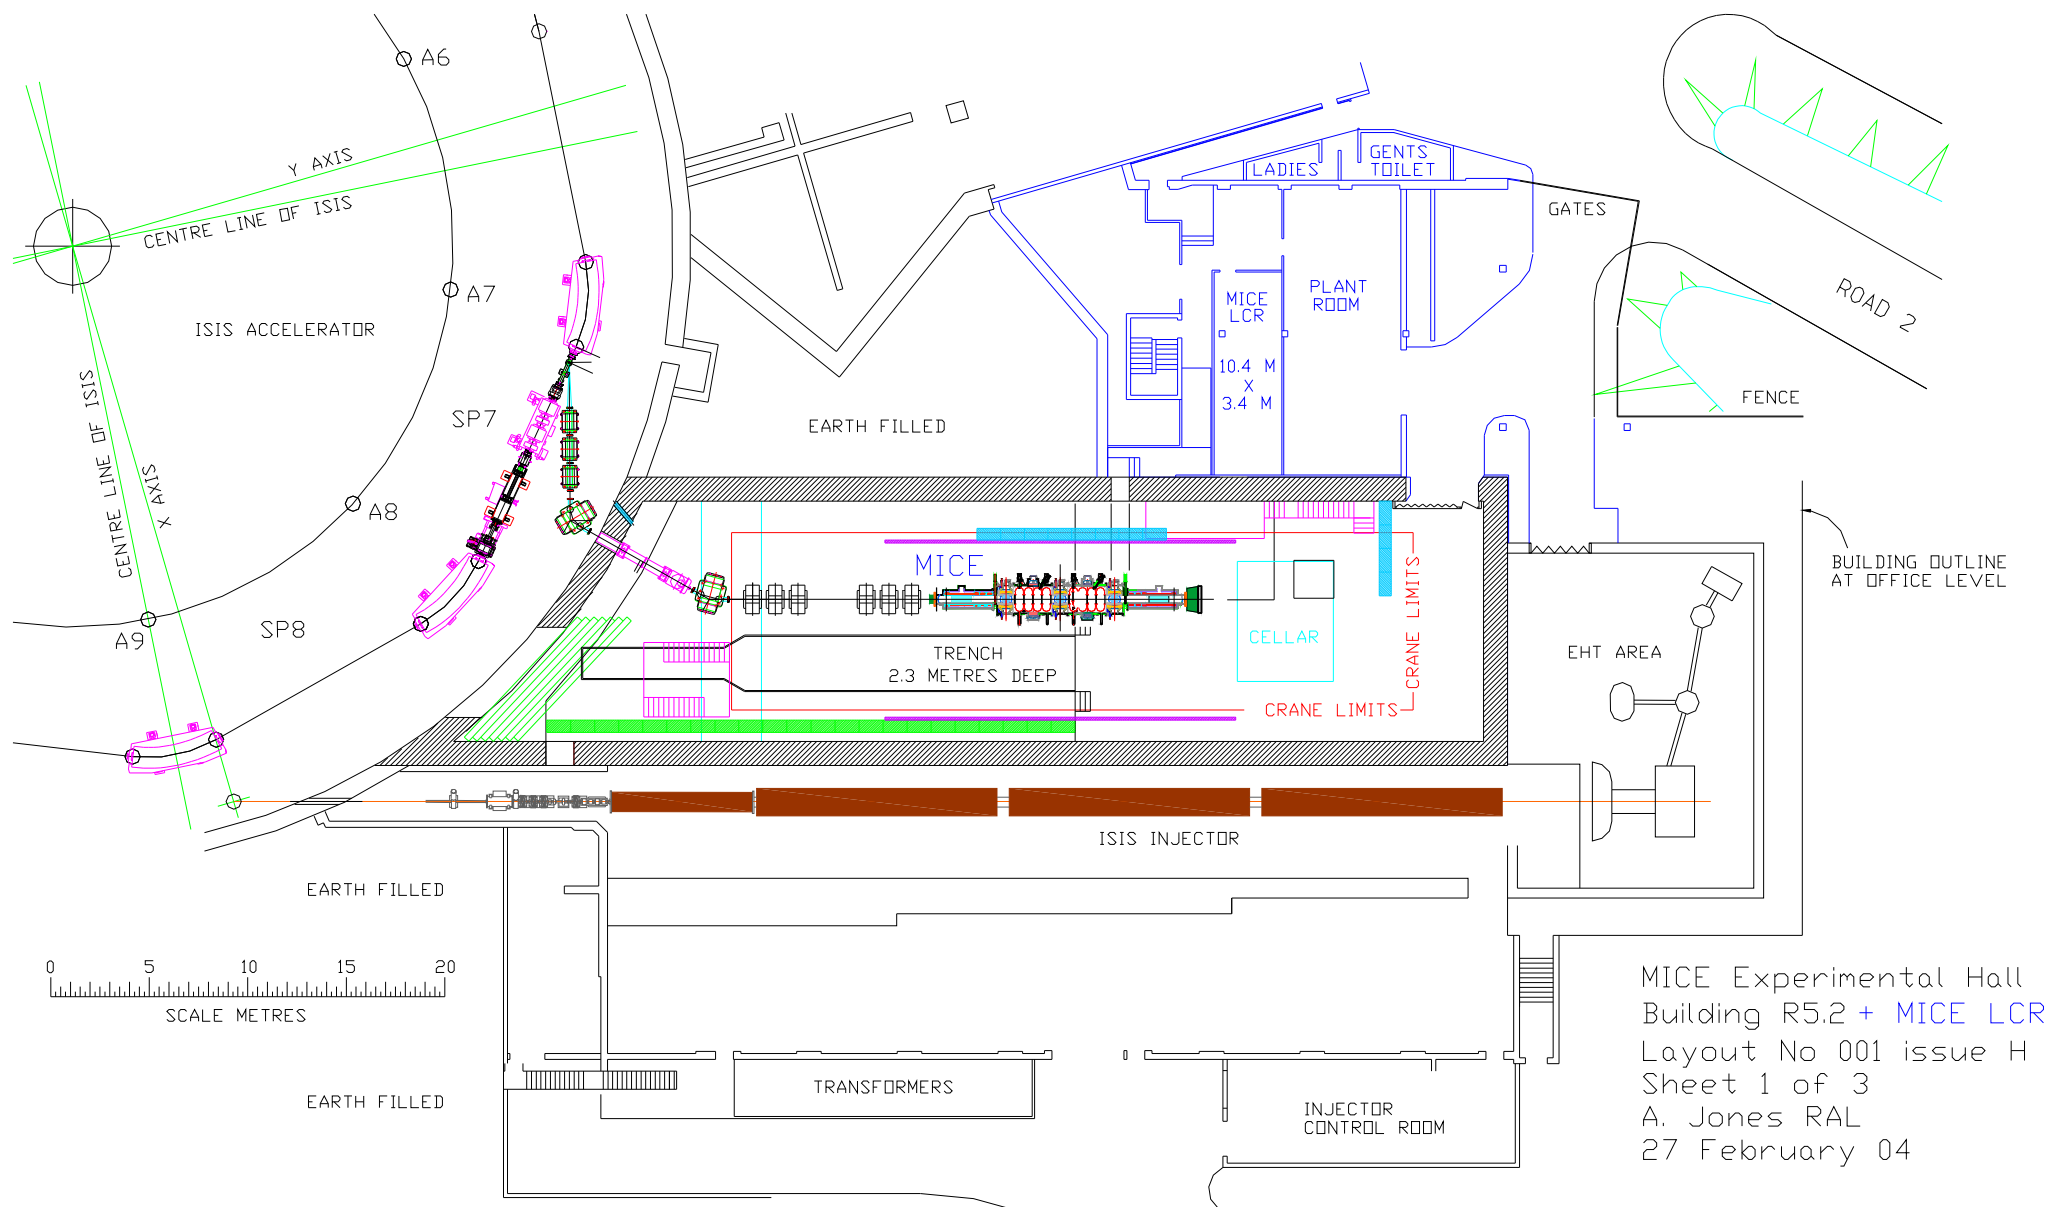 A6
Y AXIS
CENTRE LINE OF ISIS
A7
ISIS ACCELERATOR
CENTRE LINE OF ISIS
X AXIS
SP7
A8
A9
SP8
EARTH FILLED
LADIES
GENTS
TOILET
GATES
MICE
LCR
10.4 M
X
3.4 M
PLANT
ROOM
ROAD 2
FENCE
BUILDING OUTLINE
AT OFFICE LEVEL
MICE
CRANE LIMITS
CELLAR
TRENCH
2.3 METRES DEEP
CRANE LIMITS
EHT AREA
ISIS INJECTOR
EARTH FILLED
0 5 10 15 20
SCALE METRES
EARTH FILLED
TRANSFORMERS
INJECTOR
CONTROL ROOM
MICE Experimental Hall
Building R5.2 + MICE LCR
Layout No 001 issue H
Sheet 1 of 3
A. Jones RAL
27 February 04